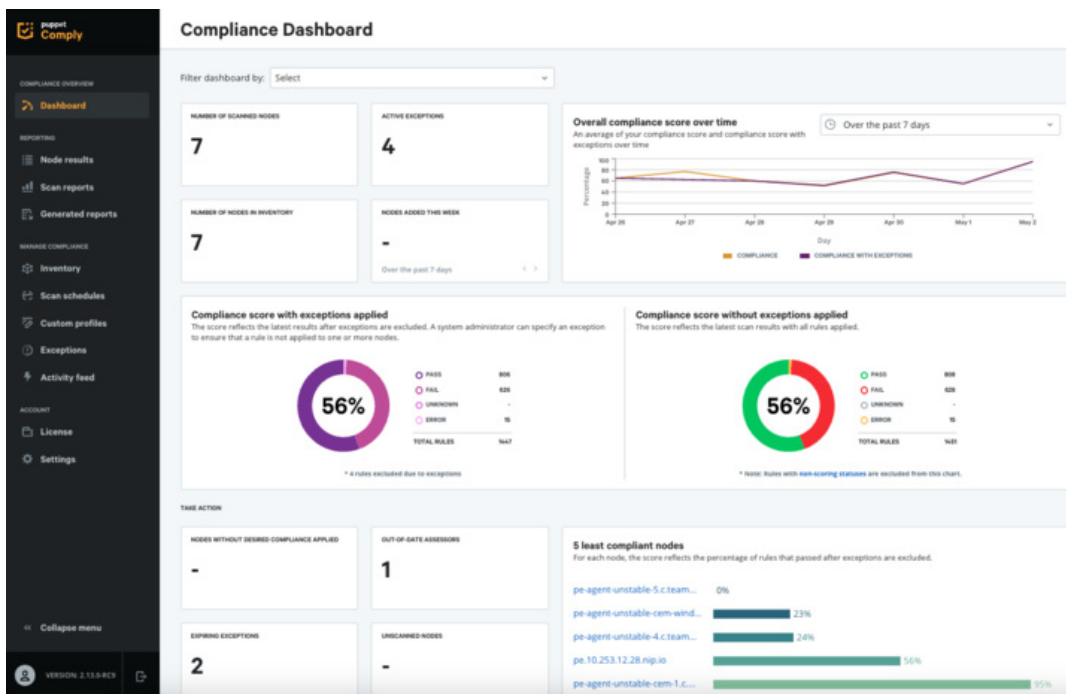 puppet
Comply
COMPLIANCE OVERVIEW
Dashboard
REPORTING
Node results
Scan reports
Generated reports
MANAGE COMPLIANCE
Inventory
Scan schedules
Custom profiles
Exceptions
Activity feed
ACCOUNT
License
Settings
Collapse menu
VERSION: 2.13.0-RC9
Compliance Dashboard
Filter dashboard by: Select
NUMBER OF SCANNED NODES
7
ACTIVE EXCEPTIONS
4
NUMBER OF NODES IN INVENTORY
7
NODES ADDED THIS WEEK
-
Over the past 7 days
Overall compliance score over time
An average of your compliance score and compliance score with
exceptions over time
Over the past 7 days
Percentage
100
80
60
40
20
0
Apr 26 Apr 27 Apr 28 Apr 29 Apr 30 May 1 May 2
Day
COMPLIANCE COMPLIANCE WITH EXCEPTIONS
Compliance score with exceptions applied
The score reflects the latest results after exceptions are excluded. A system administrator can specify an exception
to ensure that a rule is not applied to one or more nodes.
56%
PASS 806
FAIL 626
UNKNOWN -
ERROR 15
TOTAL RULES 1447
* 4 rules excluded due to exceptions
Compliance score without exceptions applied
The score reflects the latest scan results with all rules applied.
56%
PASS 808
FAIL 628
UNKNOWN -
ERROR 15
TOTAL RULES 1451
* Note: Rules with non-scoring statuses are excluded from this chart.
TAKE ACTION
NODES WITHOUT DESIRED COMPLIANCE APPLIED
-
OUT-OF-DATE ASSESSORS
1
EXPIRING EXCEPTIONS
2
UNSCANNED NODES
-
5 least compliant nodes
For each node, the score reflects the percentage of rules that passed after exceptions are excluded.
pe-agent-unstable-5.c.team... 0%
pe-agent-unstable-cem-wind... 23%
pe-agent-unstable-4.c.team... 24%
pe.10.253.12.28.nip.io 56%
pe-agent-unstable-cem-1.c.... 95%